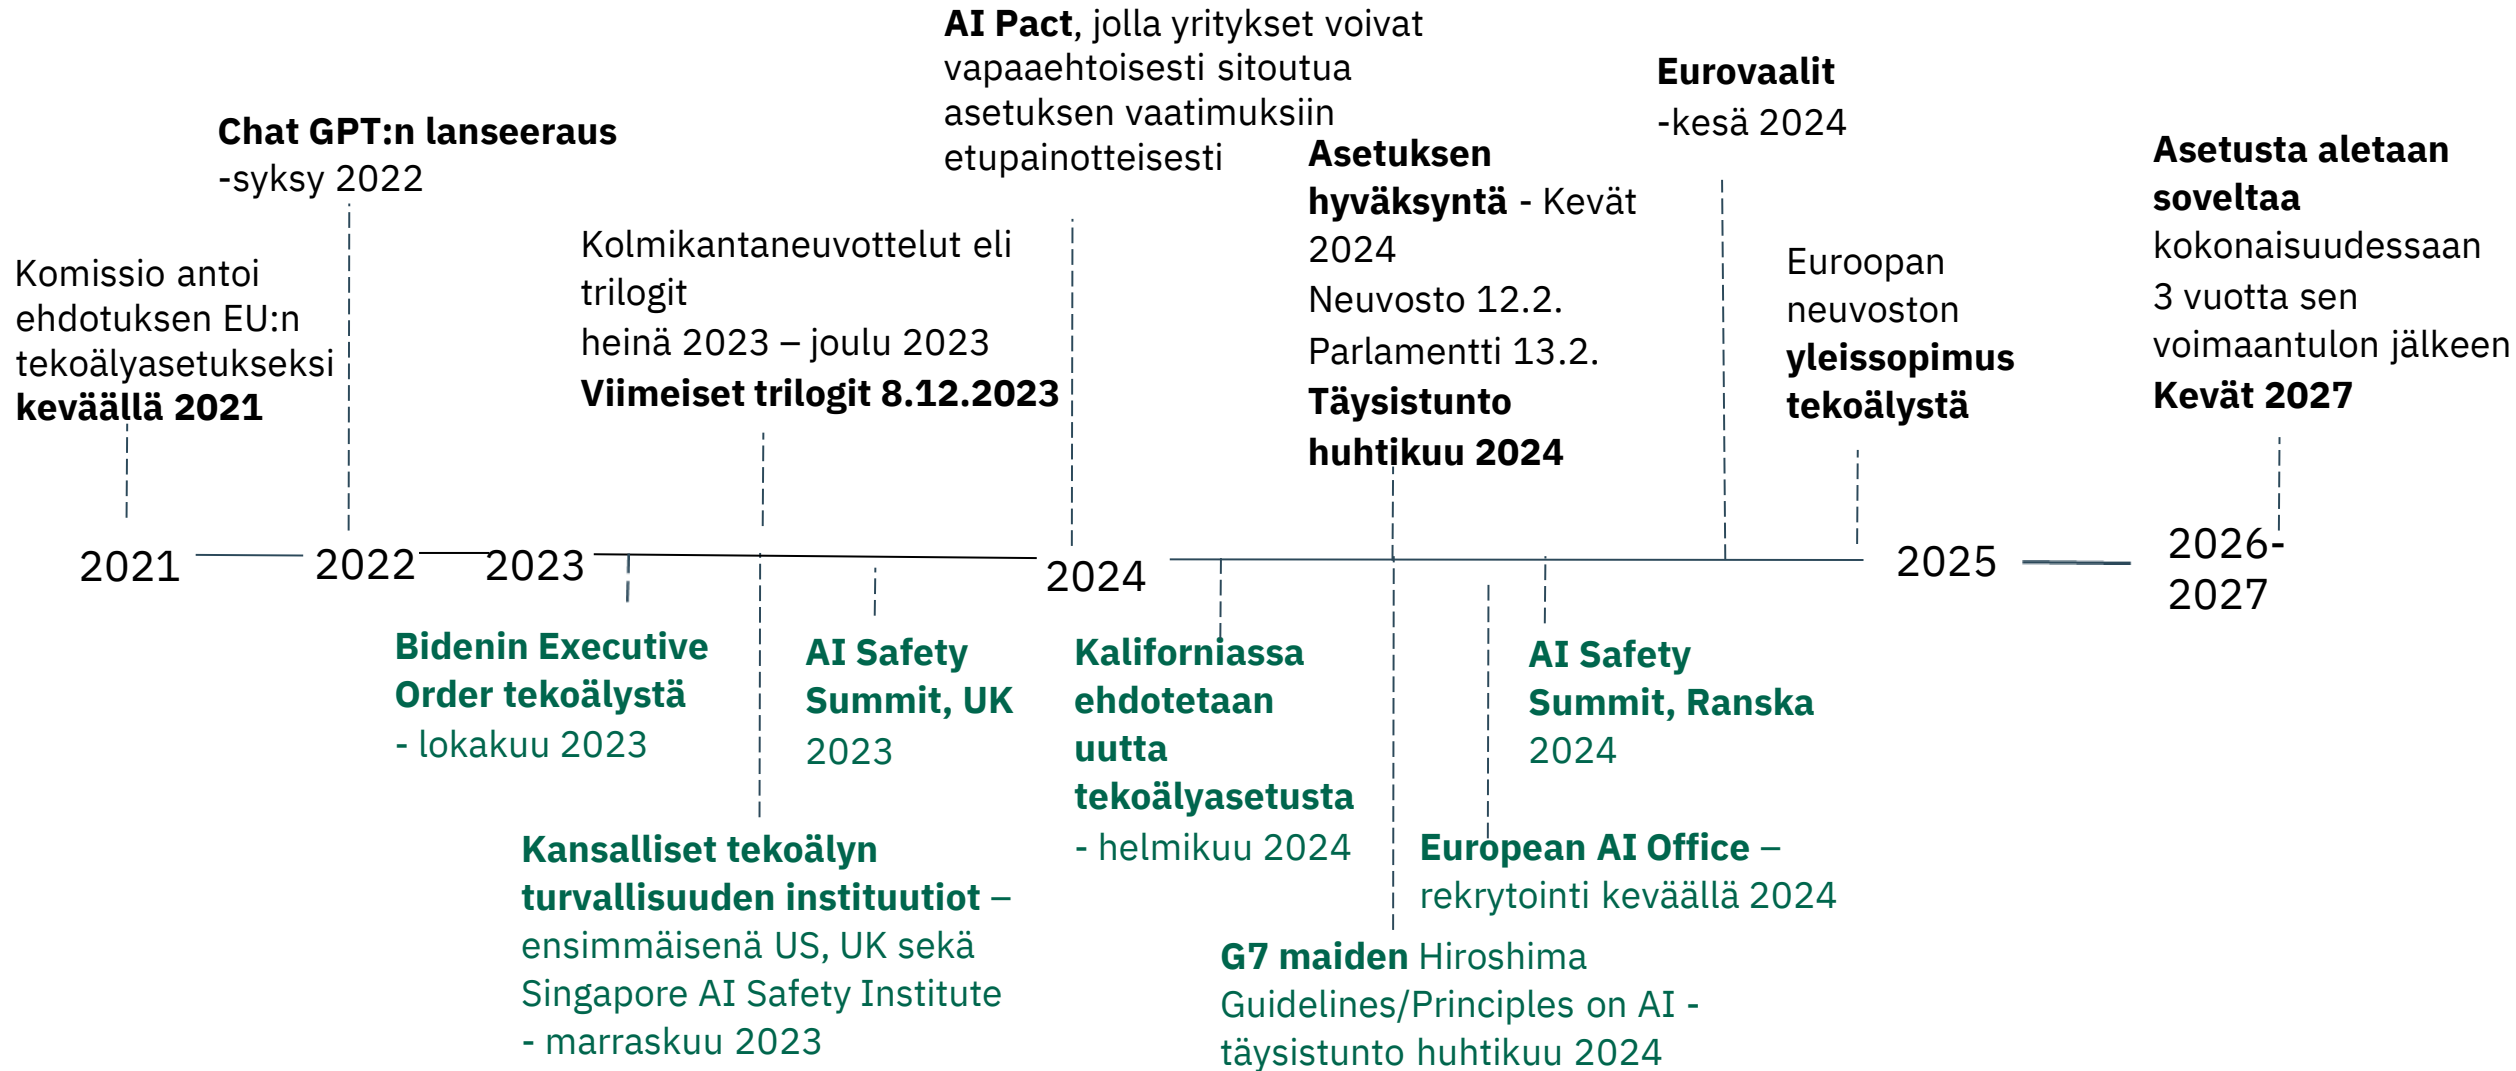 AI Pact, jolla yritykset voivat
vapaaehtoisesti sitoutua
asetuksen vaatimuksiin
etupainotteisesti
Eurovaalit
-kesä 2024
Chat GPT:n lanseeraus
-syksy 2022
Asetuksen
hyväksyntä - Kevät
2024
Neuvosto 12.2.
Parlamentti 13.2.
Täysistunto
huhtikuu 2024
Asetusta aletaan
soveltaa
kokonaisuudessaan
3 vuotta sen
voimaantulon jälkeen
Kevät 2027
Komissio antoi
ehdotuksen EU:n
tekoälyasetukseksi
keväällä 2021
Kolmikantaneuvottelut eli
trilogit
heinä 2023 – joulu 2023
Viimeiset trilogit 8.12.2023
Euroopan
neuvoston
yleissopimus
tekoälystä
2021
2022
2023
2024
2025
2026-
2027
Bidenin Executive
Order tekoälystä
- lokakuu 2023
AI Safety
Summit, UK
2023
Kaliforniassa
ehdotetaan
uutta
tekoälyasetusta
- helmikuu 2024
AI Safety
Summit, Ranska
2024
Kansalliset tekoälyn
turvallisuuden instituutiot –
ensimmäisenä US, UK sekä
Singapore AI Safety Institute
- marraskuu 2023
European AI Office –
rekrytointi keväällä 2024
G7 maiden Hiroshima
Guidelines/Principles on AI -
täysistunto huhtikuu 2024